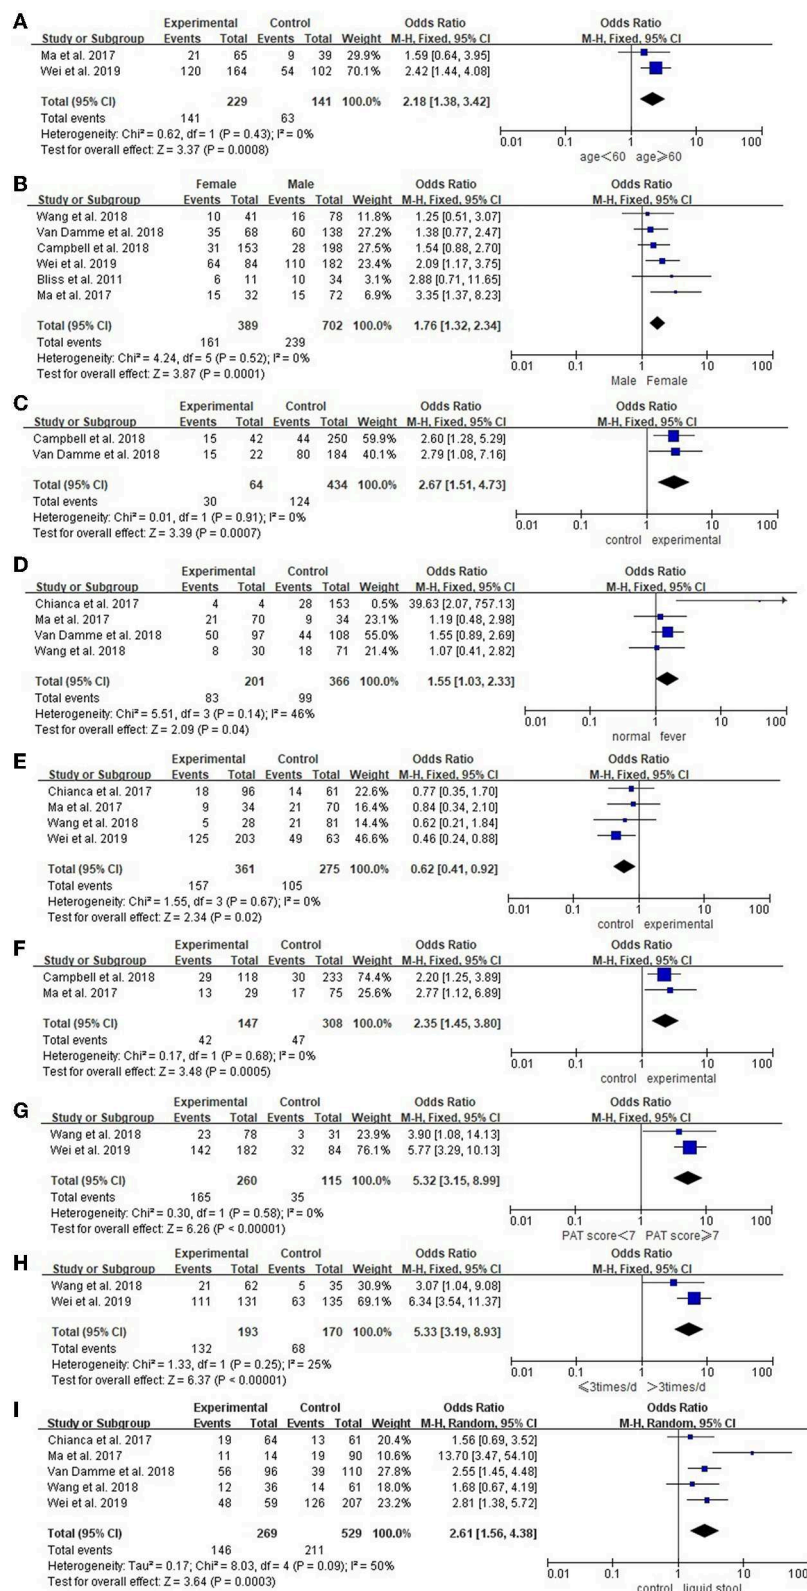 A
Experimental Control Odds Ratio Odds Ratio
Study or Subgroup Events Total Events Total Weight M-H, Fixed, 95% CI M-H, Fixed, 95% CI
Ma et al. 2017 21 65 9 39 29.9% 1.59 [0.64, 3.95]
Wei et al. 2019 120 164 54 102 70.1% 2.42 [1.44, 4.08]
Total (95% CI) 229 141 100.0% 2.18 [1.38, 3.42]
Total events 141 63
Heterogeneity: Chi² = 0.62, df = 1 (P = 0.43); I² = 0%
Test for overall effect: Z = 3.37 (P = 0.0008)
0.01 0.1 1 10 100
age<60 age≥60
B
Female Male Odds Ratio Odds Ratio
Study or Subgroup Events Total Events Total Weight M-H, Fixed, 95% CI M-H, Fixed, 95% CI
Wang et al. 2018 10 41 16 78 11.8% 1.25 [0.51, 3.07]
Van Damme et al. 2018 35 68 60 138 27.2% 1.38 [0.77, 2.47]
Campbell et al. 2018 31 153 28 198 27.5% 1.54 [0.88, 2.70]
Wei et al. 2019 64 84 110 182 23.4% 2.09 [1.17, 3.75]
Bliss et al. 2011 6 11 10 34 3.1% 2.88 [0.71, 11.65]
Ma et al. 2017 15 32 15 72 6.9% 3.35 [1.37, 8.23]
Total (95% CI) 389 702 100.0% 1.76 [1.32, 2.34]
Total events 161 239
Heterogeneity: Chi² = 4.24, df = 5 (P = 0.52); I² = 0%
Test for overall effect: Z = 3.87 (P = 0.0001)
0.01 0.1 1 10 100
Male Female
C
Experimental Control Odds Ratio Odds Ratio
Study or Subgroup Events Total Events Total Weight M-H, Fixed, 95% CI M-H, Fixed, 95% CI
Campbell et al. 2018 15 42 44 250 59.9% 2.60 [1.28, 5.29]
Van Damme et al. 2018 15 22 80 184 40.1% 2.79 [1.08, 7.16]
Total (95% CI) 64 434 100.0% 2.67 [1.51, 4.73]
Total events 30 124
Heterogeneity: Chi² = 0.01, df = 1 (P = 0.91); I² = 0%
Test for overall effect: Z = 3.39 (P = 0.0007)
0.01 0.1 1 10 100
control experimental
D
Experimental Control Odds Ratio Odds Ratio
Study or Subgroup Events Total Events Total Weight M-H, Fixed, 95% CI M-H, Fixed, 95% CI
Chianca et al. 2017 4 4 28 153 0.5% 39.63 [2.07, 757.13]
Ma et al. 2017 21 70 9 34 23.1% 1.19 [0.48, 2.98]
Van Damme et al. 2018 50 97 44 108 55.0% 1.55 [0.89, 2.69]
Wang et al. 2018 8 30 18 71 21.4% 1.07 [0.41, 2.82]
Total (95% CI) 201 366 100.0% 1.55 [1.03, 2.33]
Total events 83 99
Heterogeneity: Chi² = 5.51, df = 3 (P = 0.14); I² = 46%
Test for overall effect: Z = 2.09 (P = 0.04)
0.01 0.1 1 10 100
normal fever
E
Experimental Control Odds Ratio Odds Ratio
Study or Subgroup Events Total Events Total Weight M-H, Fixed, 95% CI M-H, Fixed, 95% CI
Chianca et al. 2017 18 96 14 61 22.6% 0.77 [0.35, 1.70]
Ma et al. 2017 9 34 21 70 16.4% 0.84 [0.34, 2.10]
Wang et al. 2018 5 28 21 81 14.4% 0.62 [0.21, 1.84]
Wei et al. 2019 125 203 49 63 46.6% 0.46 [0.24, 0.88]
Total (95% CI) 361 275 100.0% 0.62 [0.41, 0.92]
Total events 157 105
Heterogeneity: Chi² = 1.55, df = 3 (P = 0.67); I² = 0%
Test for overall effect: Z = 2.34 (P = 0.02)
0.01 0.1 1 10 100
control experimental
F
Experimental Control Odds Ratio Odds Ratio
Study or Subgroup Events Total Events Total Weight M-H, Fixed, 95% CI M-H, Fixed, 95% CI
Campbell et al. 2018 29 118 30 233 74.4% 2.20 [1.25, 3.89]
Ma et al. 2017 13 29 17 75 25.6% 2.77 [1.12, 6.89]
Total (95% CI) 147 308 100.0% 2.35 [1.45, 3.80]
Total events 42 47
Heterogeneity: Chi² = 0.17, df = 1 (P = 0.68); I² = 0%
Test for overall effect: Z = 3.48 (P = 0.0005)
0.01 0.1 1 10 100
control experimental
G
Experimental Control Odds Ratio Odds Ratio
Study or Subgroup Events Total Events Total Weight M-H, Fixed, 95% CI M-H, Fixed, 95% CI
Wang et al. 2018 23 78 3 31 23.9% 3.90 [1.08, 14.13]
Wei et al. 2019 142 182 32 84 76.1% 5.77 [3.29, 10.13]
Total (95% CI) 260 115 100.0% 5.32 [3.15, 8.99]
Total events 165 35
Heterogeneity: Chi² = 0.30, df = 1 (P = 0.58); I² = 0%
Test for overall effect: Z = 6.26 (P < 0.00001)
0.01 0.1 1 10 100
PAT score<7 PAT score≥7
H
Experimental Control Odds Ratio Odds Ratio
Study or Subgroup Events Total Events Total Weight M-H, Fixed, 95% CI M-H, Fixed, 95% CI
Wang et al. 2018 21 62 5 35 30.9% 3.07 [1.04, 9.08]
Wei et al. 2019 111 131 63 135 69.1% 6.34 [3.54, 11.37]
Total (95% CI) 193 170 100.0% 5.33 [3.19, 8.93]
Total events 132 68
Heterogeneity: Chi² = 1.33, df = 1 (P = 0.25); I² = 25%
Test for overall effect: Z = 6.37 (P < 0.00001)
0.01 0.1 1 10 100
≤3times/d >3times/d
I
Experimental Control Odds Ratio Odds Ratio
Study or Subgroup Events Total Events Total Weight M-H, Random, 95% CI M-H, Random, 95% CI
Chianca et al. 2017 19 64 13 61 20.4% 1.56 [0.69, 3.52]
Ma et al. 2017 11 14 19 90 10.6% 13.70 [3.47, 54.10]
Van Damme et al. 2018 56 96 39 110 27.8% 2.55 [1.45, 4.48]
Wang et al. 2018 12 36 14 61 18.0% 1.68 [0.67, 4.19]
Wei et al. 2019 48 59 126 207 23.2% 2.81 [1.38, 5.72]
Total (95% CI) 269 529 100.0% 2.61 [1.56, 4.38]
Total events 146 211
Heterogeneity: Tau² = 0.17; Chi² = 8.03, df = 4 (P = 0.09); I² = 50%
Test for overall effect: Z = 3.64 (P = 0.0003)
0.01 0.1 1 10 100
control liquid stool